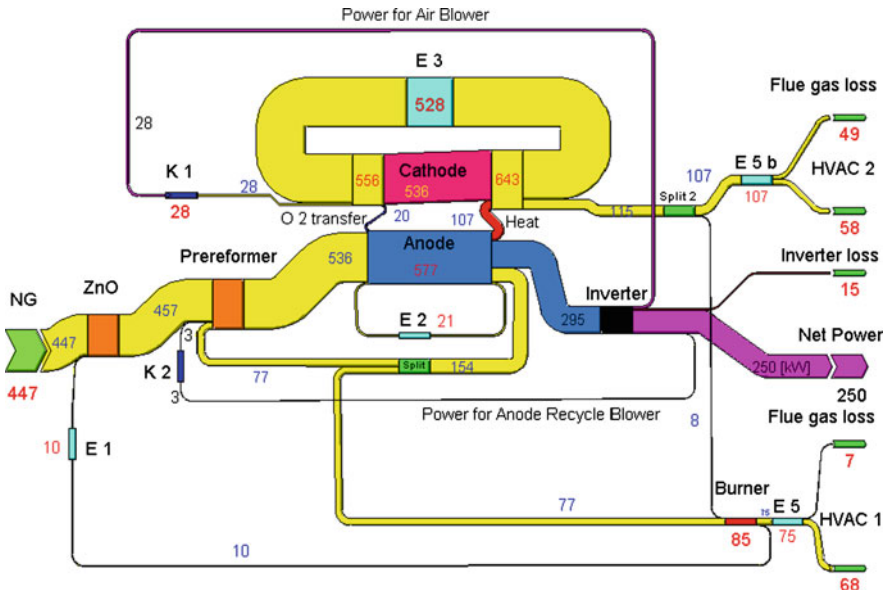 Power for Air Blower
E 3
528
Flue gas loss
49
28
K 1
28
28
556
Cathode
536
643
107
E 5 b
107
HVAC 2
58
O 2 transfer
20
107
Heat
115
Split 2
Prereformer
536
Anode
577
Inverter loss
15
NG
ZnO
457
447
447
E 2
21
Inverter
295
Net Power
250 [kW]
250
3
K 2
3
77
Split
154
Power for Anode Recycle Blower
8
Flue gas loss
7
10
E 1
77
Burner
85
75
E 5
75
HVAC 1
68
10